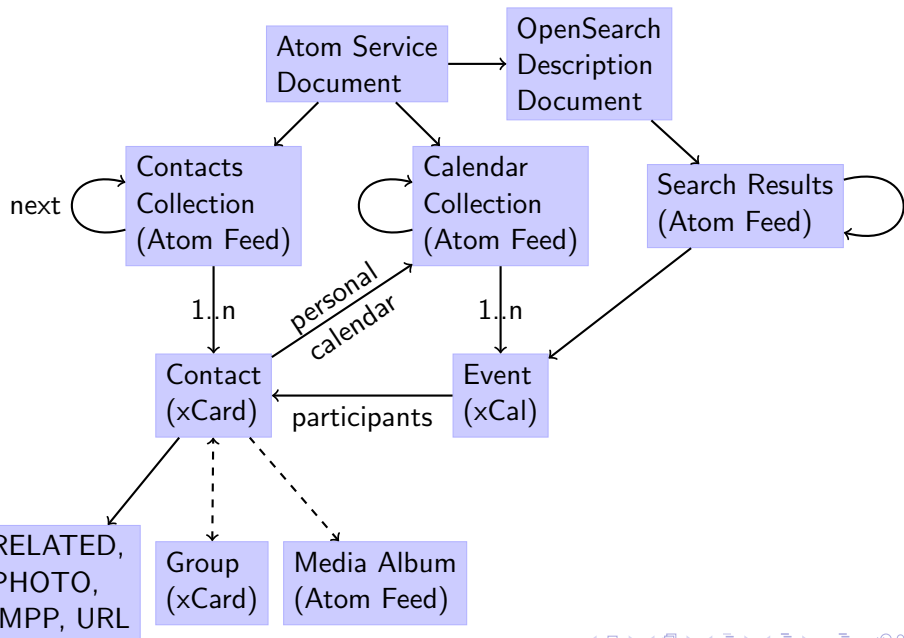 Atom Service
Document
OpenSearch
Description
Document
Contacts
Collection
(Atom Feed)
Calendar
Collection
(Atom Feed)
Search Results
(Atom Feed)
next
1..n
personal
calendar
1..n
Contact
(xCard)
Event
(xCal)
participants
RELATED,
PHOTO,
IMPP, URL
Group
(xCard)
Media Album
(Atom Feed)